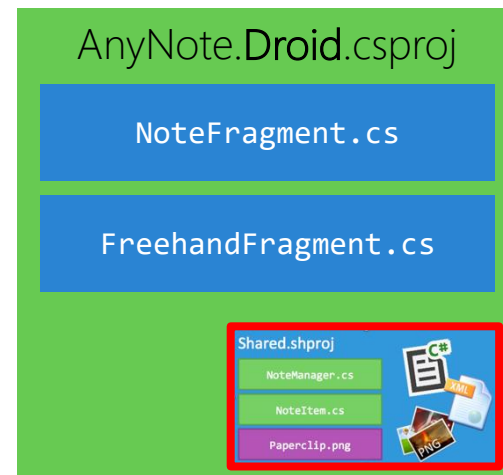 AnyNote.Droid.csproj
NoteFragment.cs
FreehandFragment.cs
Shared.shproj
NoteManager.cs
NoteItem.cs
Paperclip.png
C#
XML
PNG